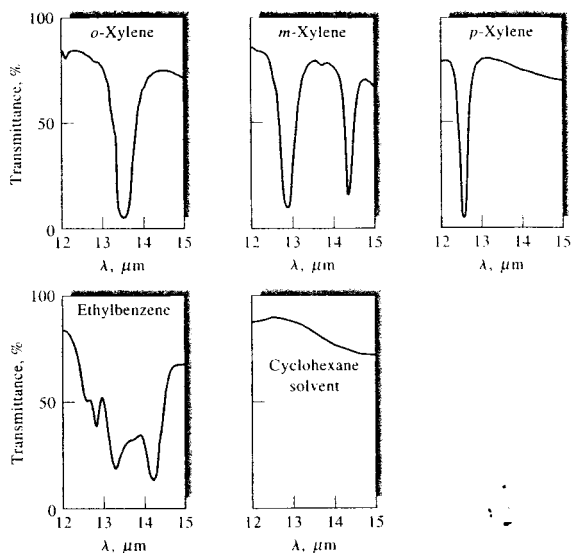 o-Xylene
m-Xylene
p-Xylene
Transmittance, %
100
50
0
12 13 14 15
12 13 14 15
12 13 14 15
λ, μm
λ, μm
λ, μm
Ethylbenzene
Cyclohexane
solvent
Transmittance, %
100
50
0
12 13 14 15
12 13 14 15
λ, μm
λ, μm